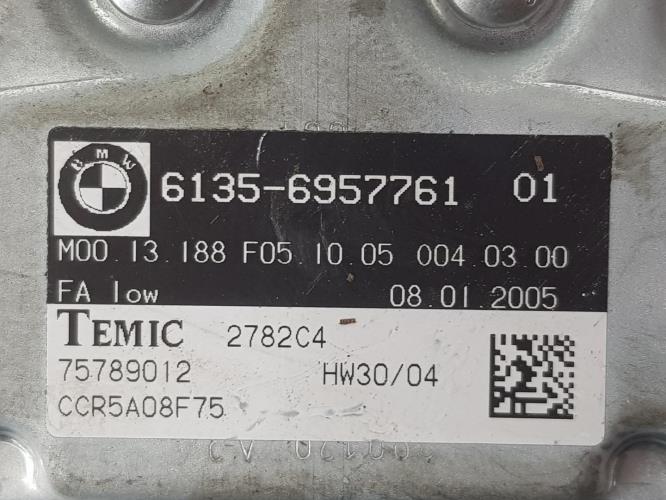 BMW
6135-6957761 01
M00.13.188 F05.10.05 004.03.00
FA low 08.01.2005
TEMIC 2782C4
75789012 HW30/04
CCR5A08F75